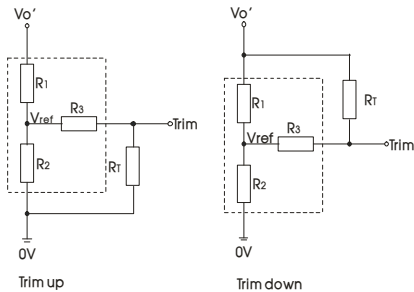 Vo'
R1
Vref
R3
Trim
R2
RT
0V
Trim up
Vo'
R1
RT
Vref
R3
Trim
R2
0V
Trim down